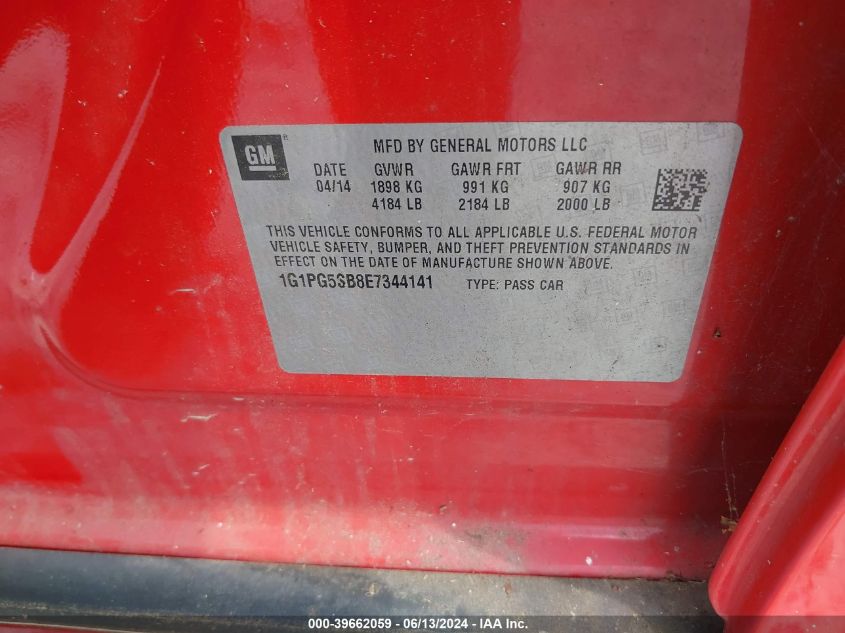 GM®
MFD BY GENERAL MOTORS LLC
DATE GVWR GAWR FRT GAWR RR
04/14 1898 KG 991 KG 907 KG
4184 LB 2184 LB 2000 LB
THIS VEHICLE CONFORMS TO ALL APPLICABLE U.S. FEDERAL MOTOR
VEHICLE SAFETY, BUMPER, AND THEFT PREVENTION STANDARDS IN
EFFECT ON THE DATE OF MANUFACTURE SHOWN ABOVE.
1G1PG5SB8E7344141 TYPE: PASS CAR
000-39662059 - 06/13/2024 - IAA Inc.